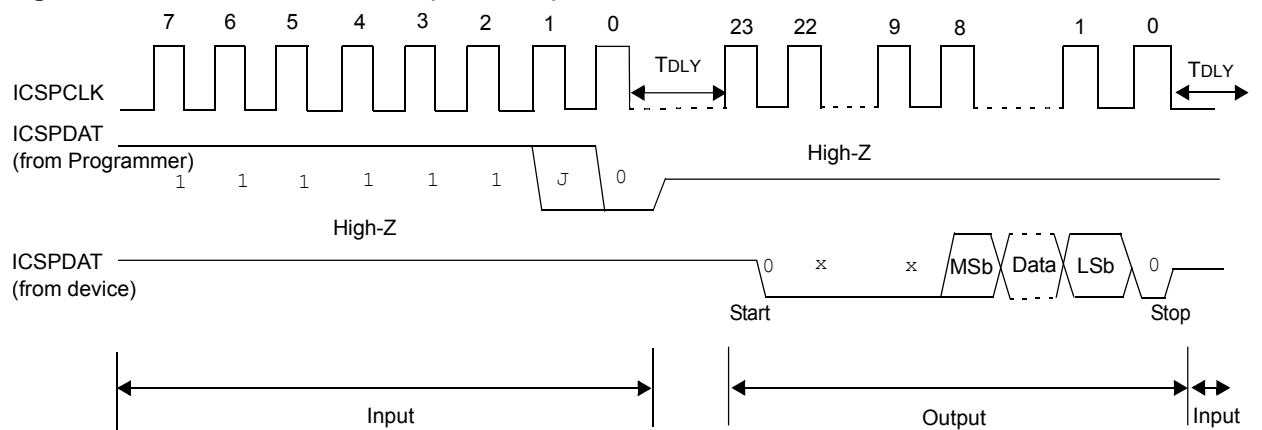 7 6 5 4 3 2 1 0 23 22 9 8 1 0
TDLY TDLY
ICSPCLK
ICSPDAT
(from Programmer)
High-Z
1 1 1 1 1 1 J 0
High-Z
ICSPDAT
(from device)
0 x x MSb Data LSb 0
Start Stop
Input Output Input